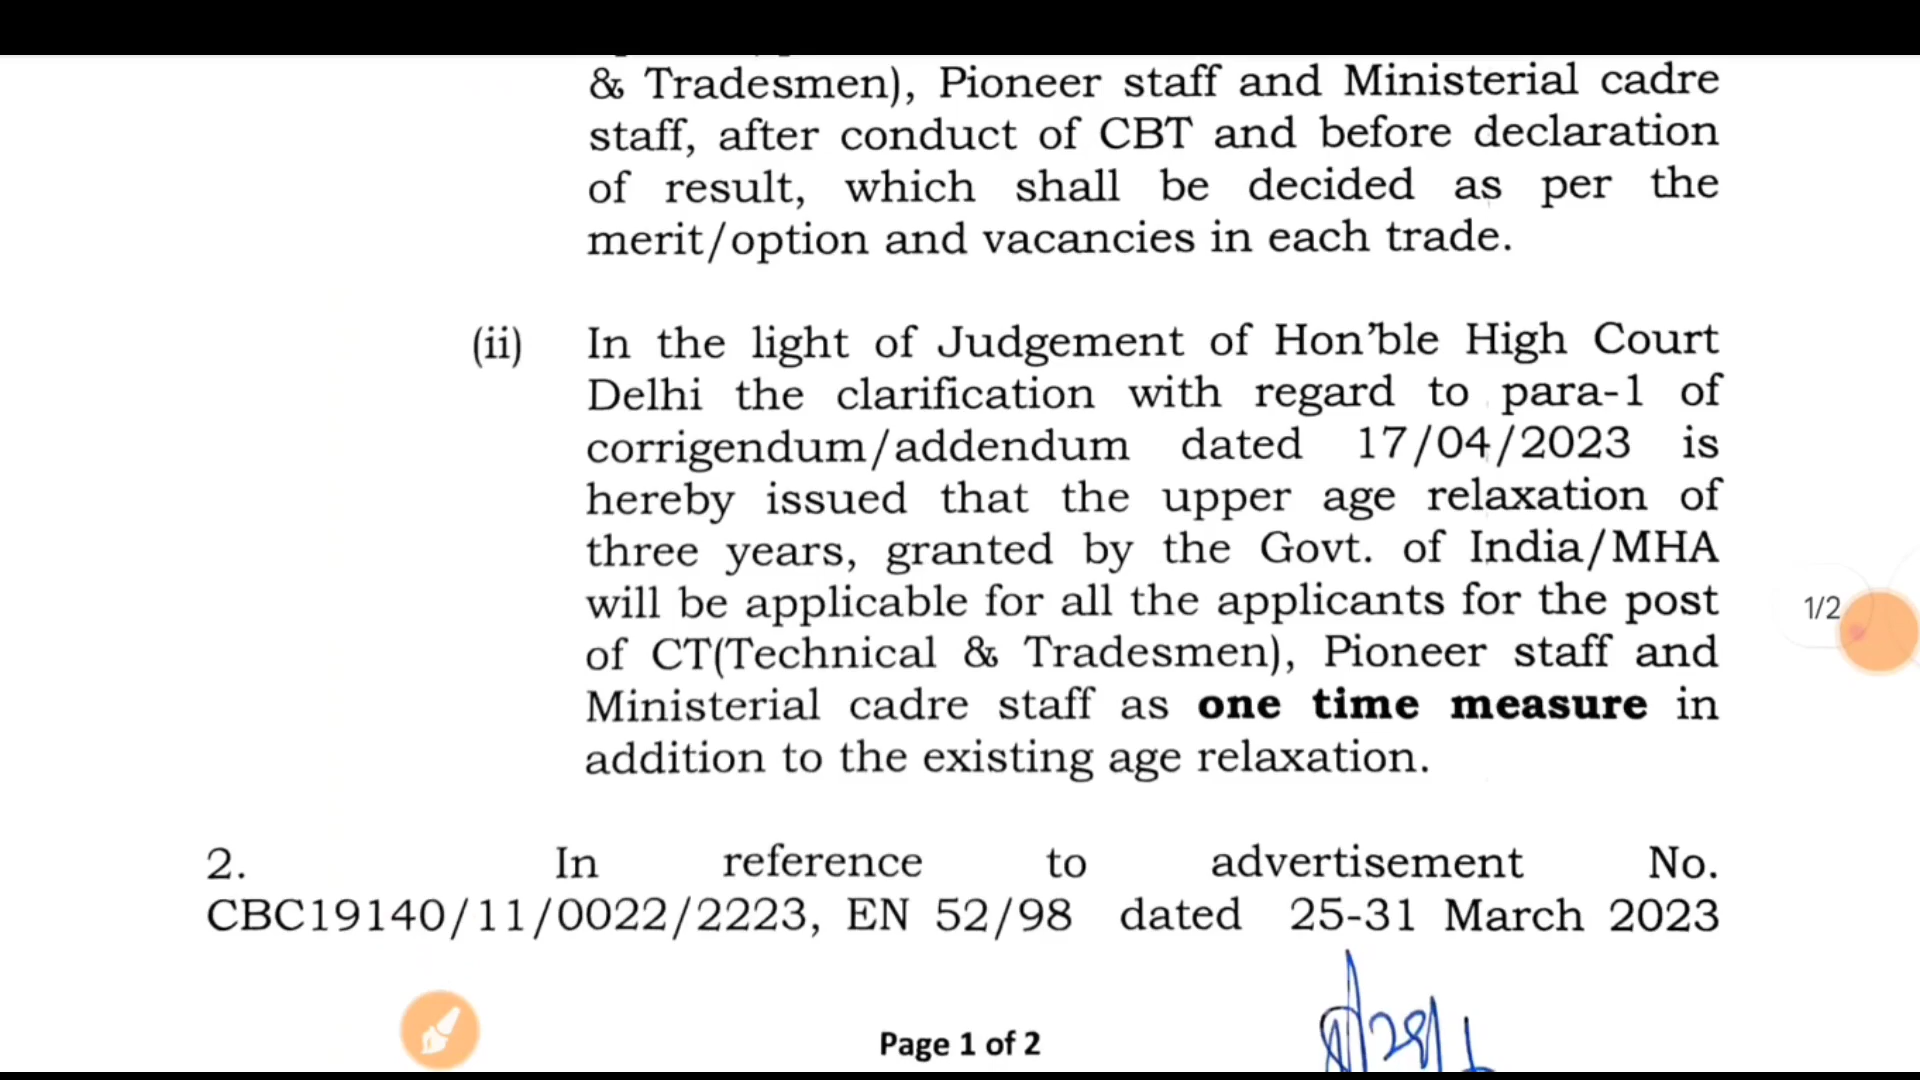 & Tradesmen), Pioneer staff and Ministerial cadre
staff, after conduct of CBT and before declaration
of result, which shall be decided as per the
merit/option and vacancies in each trade.
(ii) In the light of Judgement of Hon’ble High Court
Delhi the clarification with regard to para-1 of
corrigendum/addendum dated 17/04/2023 is
hereby issued that the upper age relaxation of
three years, granted by the Govt. of India/MHA
will be applicable for all the applicants for the post
of CT(Technical & Tradesmen), Pioneer staff and
Ministerial cadre staff as one time measure in
addition to the existing age relaxation.
1/2
2. In reference to advertisement No.
CBC19140/11/0022/2223, EN 52/98 dated 25-31 March 2023
Page 1 of 2